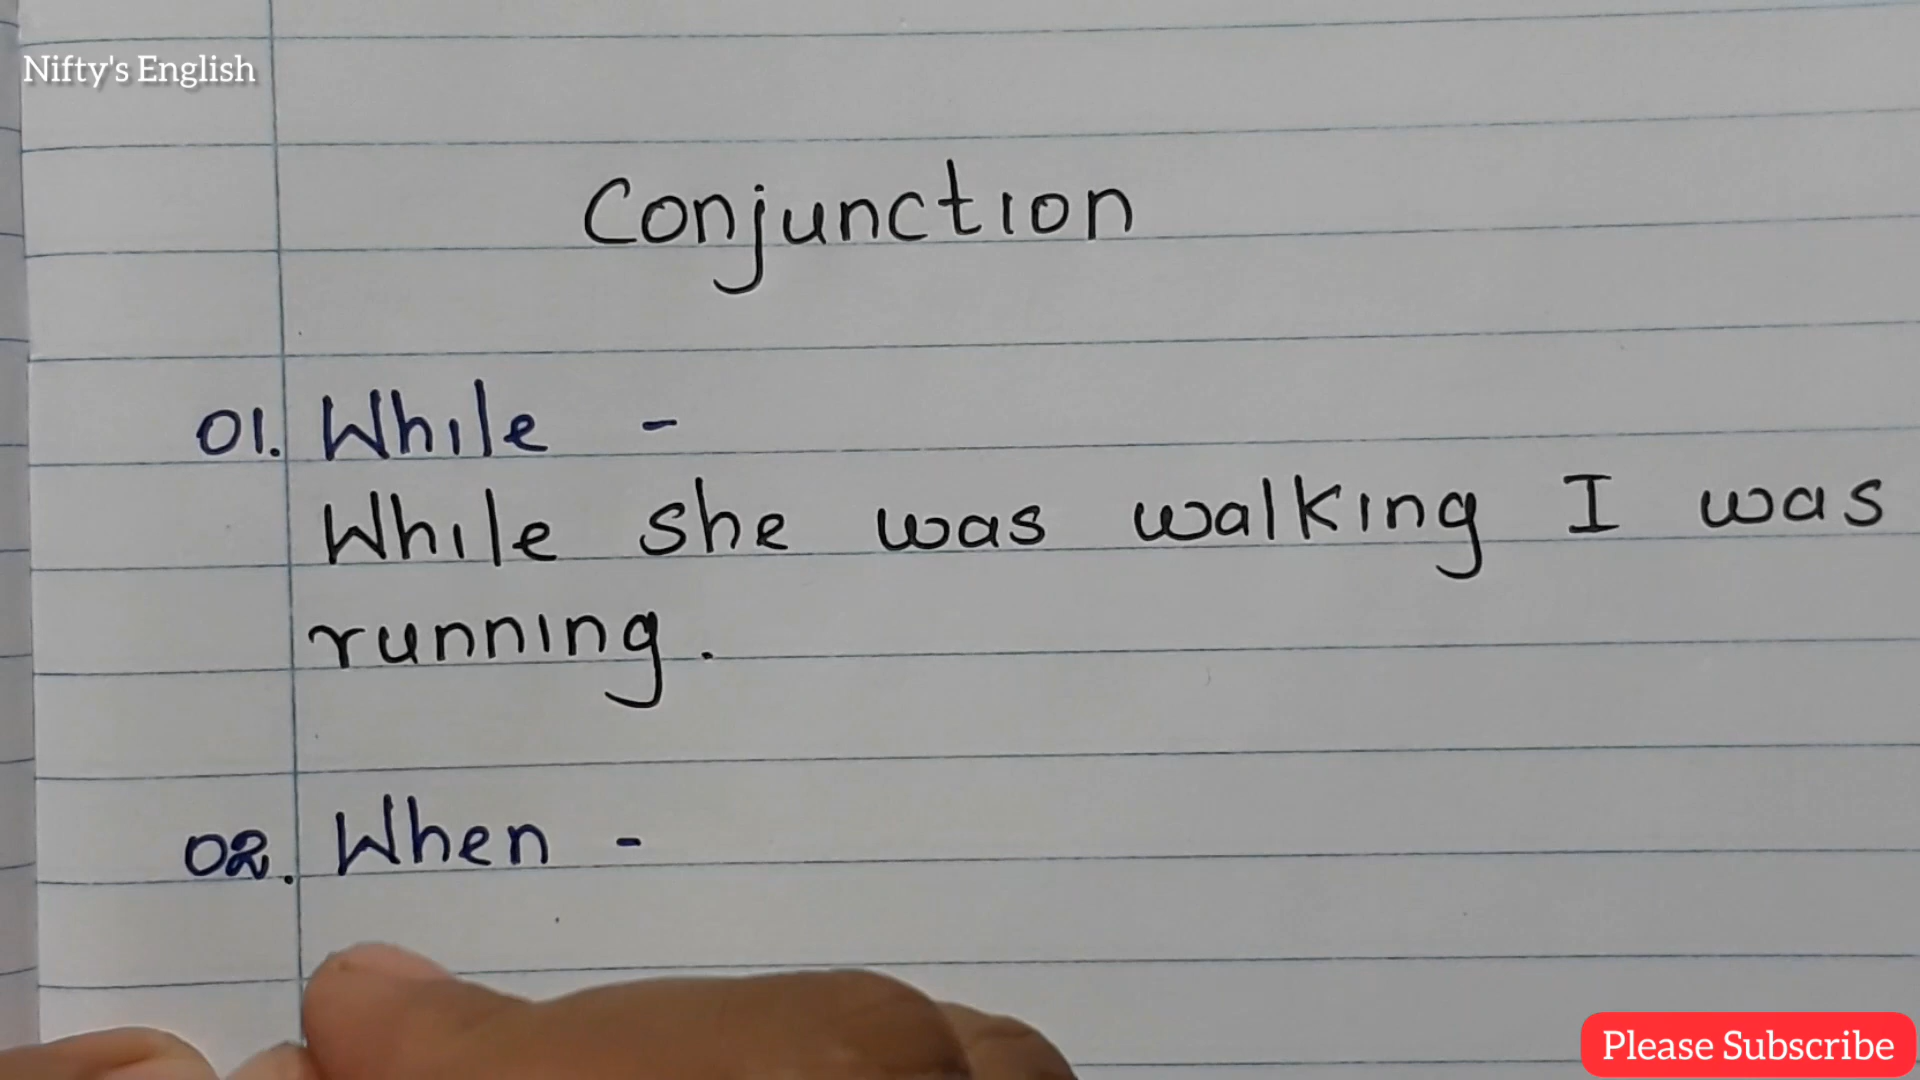 Nifty's English
Conjunction
01. While -
While she was walking I was
running.
02. When -
Please Subscribe